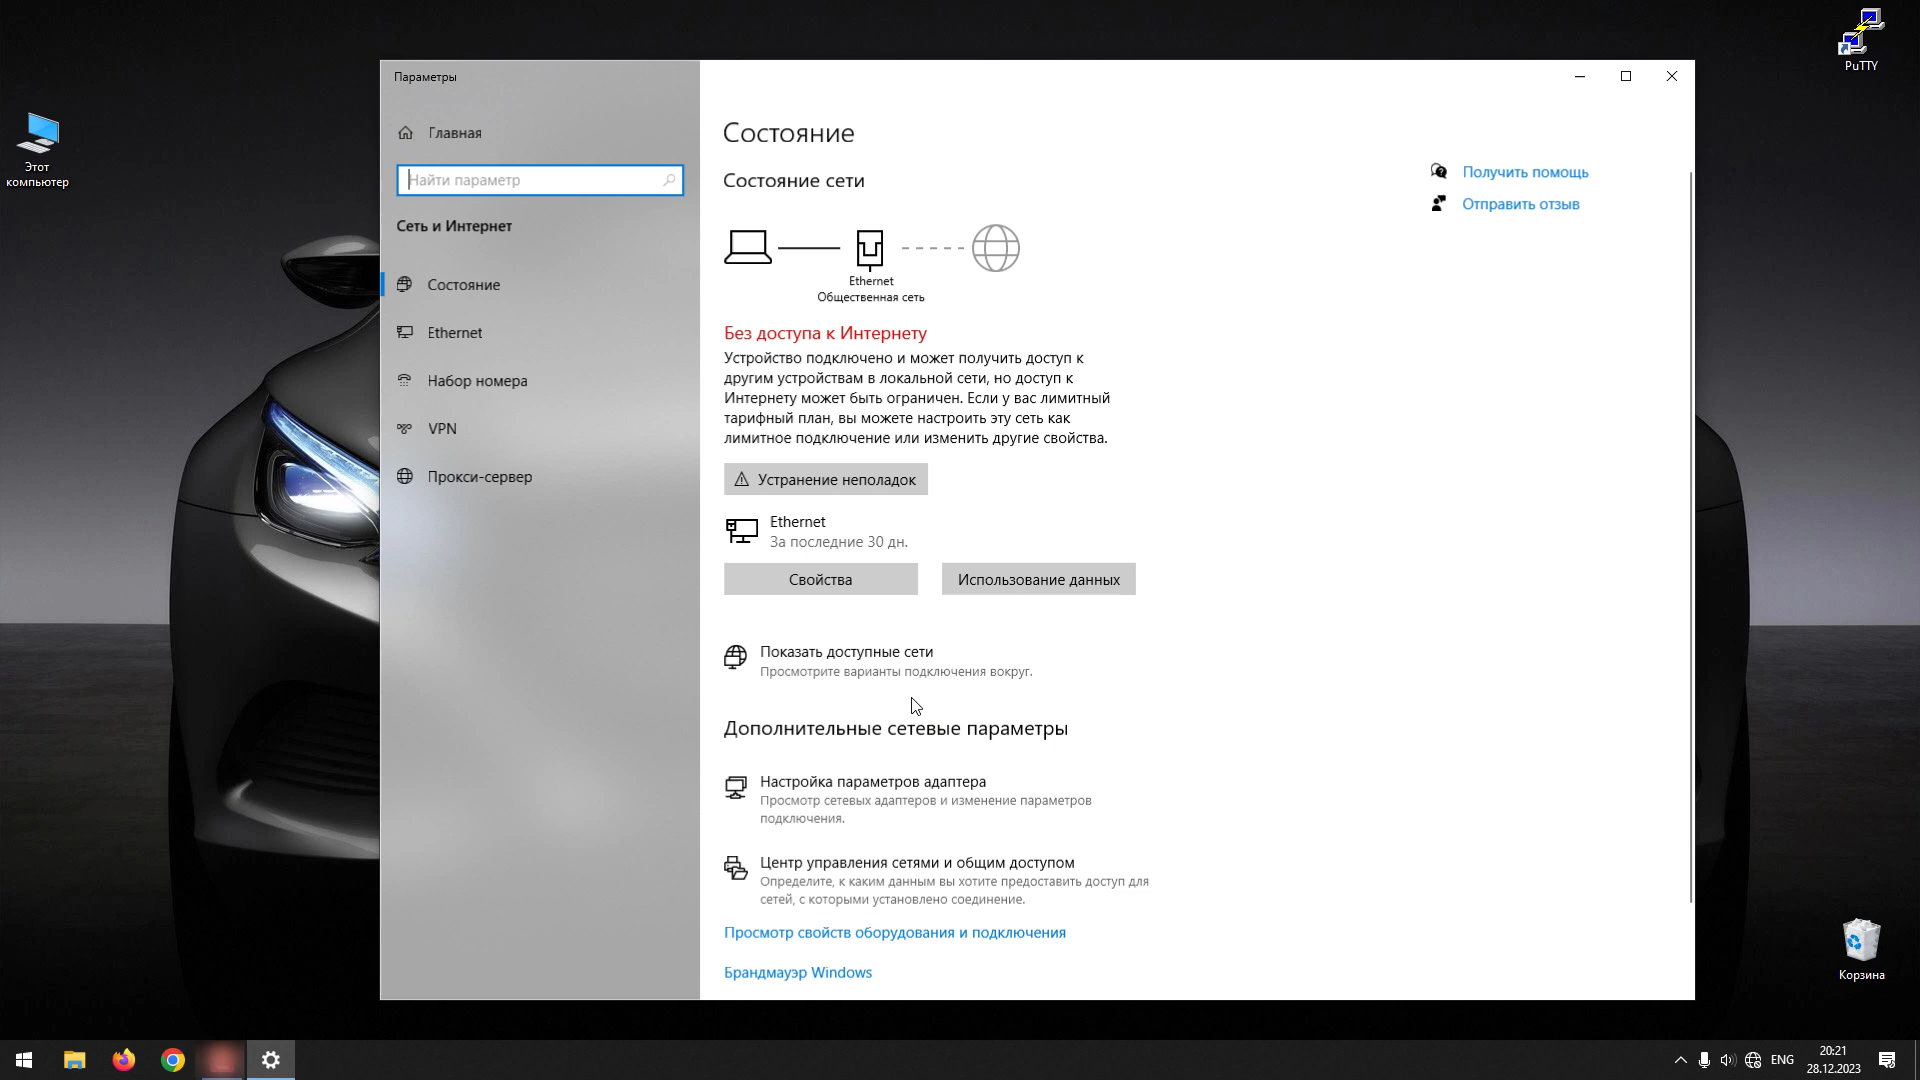 PuTTY
Этот
компьютер
Параметры
Главная
Найти параметр
Сеть и Интернет
Состояние
Ethernet
Набор номера
VPN
Прокси-сервер
Состояние
Состояние сети
Ethernet
Общественная сеть
Без доступа к Интернету
Устройство подключено и может получить доступ к
другим устройствам в локальной сети, но доступ к
Интернету может быть ограничен. Если у вас лимитный
тарифный план, вы можете настроить эту сеть как
лимитное подключение или изменить другие свойства.
Устранение неполадок
Ethernet
За последние 30 дн.
Свойства
Использование данных
Показать доступные сети
Просмотрите варианты подключения вокруг.
Дополнительные сетевые параметры
Настройка параметров адаптера
Просмотр сетевых адаптеров и изменение параметров
подключения.
Центр управления сетями и общим доступом
Определите, к каким данным вы хотите предоставить доступ для
сетей, с которыми установлено соединение.
Просмотр свойств оборудования и подключения
Брандмауэр Windows
Получить помощь
Отправить отзыв
Корзина
ENG
20:21
28.12.2023